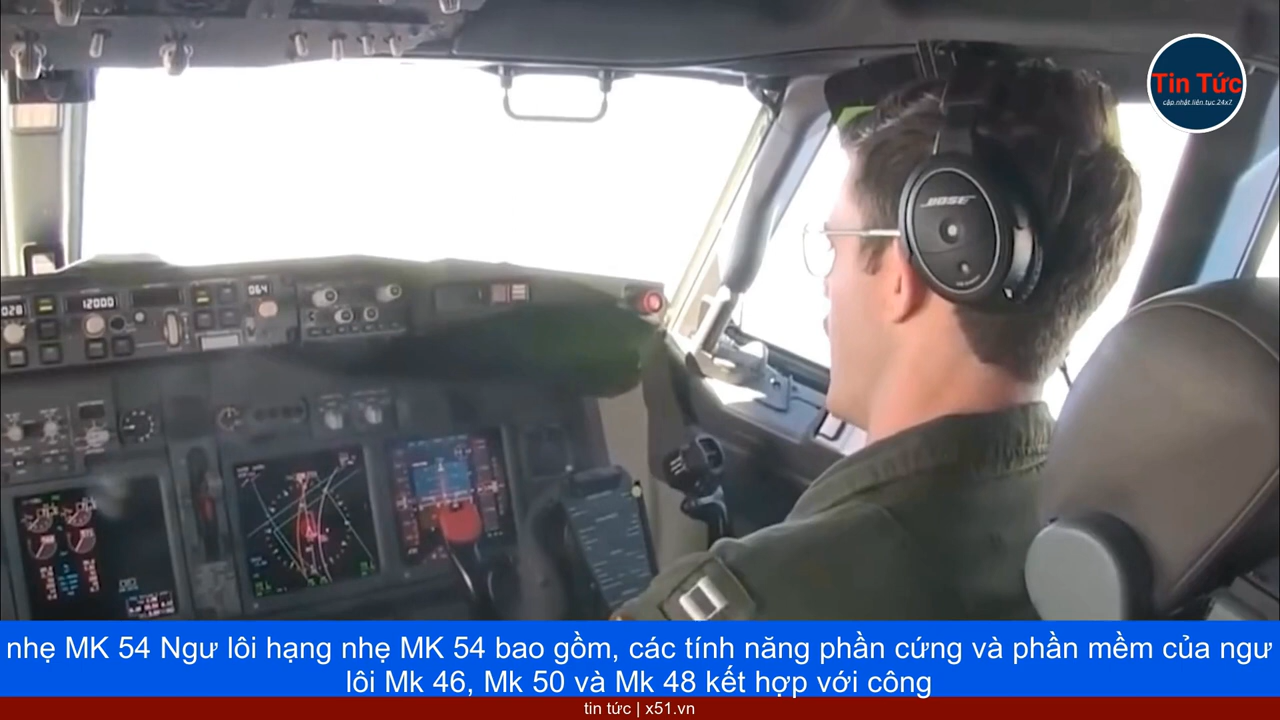 Tin Tức
cập.nhật.liên.tục.24x7
BOSE
028
12000
064
nhẹ MK 54 Ngư lôi hạng nhẹ MK 54 bao gồm, các tính năng phần cứng và phần mềm của ngư
lôi Mk 46, Mk 50 và Mk 48 kết hợp với công
tin tức | x51.vn